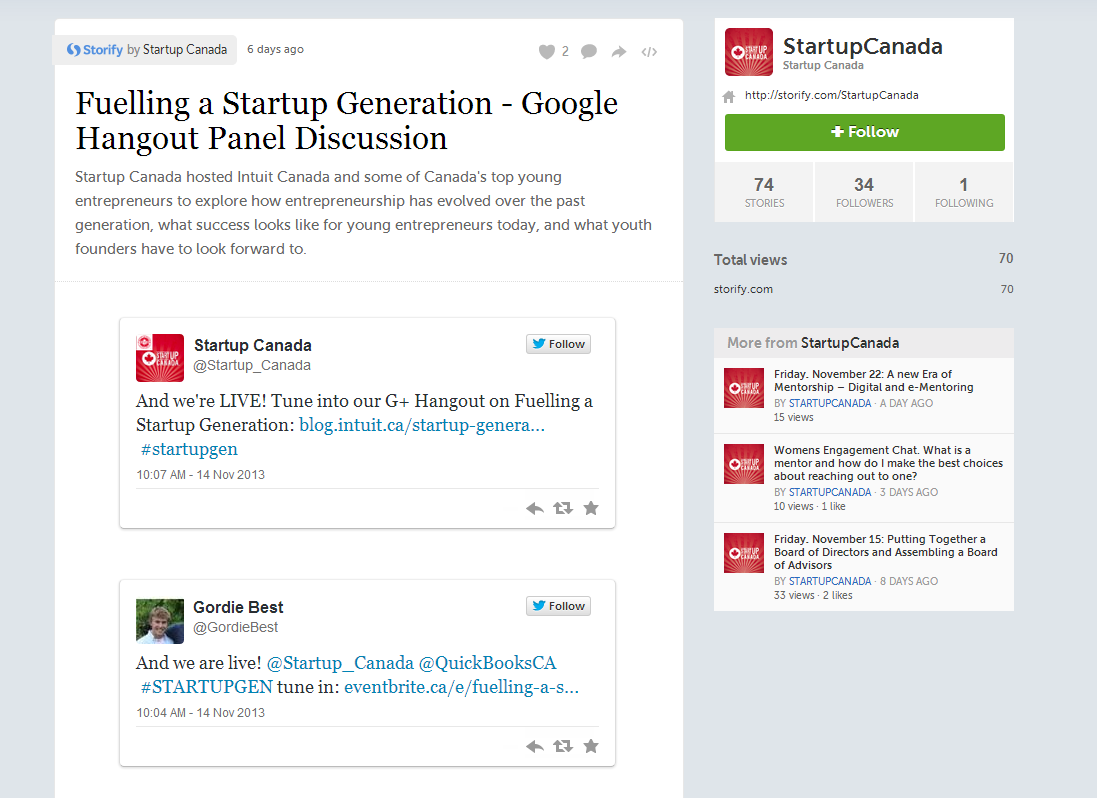 Storify by Startup Canada 6 days ago 2
Fuelling a Startup Generation - Google
Hangout Panel Discussion
Startup Canada hosted Intuit Canada and some of Canada's top young
entrepreneurs to explore how entrepreneurship has evolved over the past
generation, what success looks like for young entrepreneurs today, and what youth
founders have to look forward to.
STARTUP CANADA
Startup Canada
@Startup_Canada
Follow
And we're LIVE! Tune into our G+ Hangout on Fuelling a
Startup Generation: blog.intuit.ca/startup-genera...
#startupgen
10:07 AM - 14 Nov 2013
Gordie Best
@GordieBest
Follow
And we are live! @Startup_Canada @QuickBooksCA
#STARTUPGEN tune in: eventbrite.ca/e/fuelling-a-s...
10:04 AM - 14 Nov 2013
STARTUP CANADA
StartupCanada
Startup Canada
http://storify.com/StartupCanada
+ Follow
74 34 1
STORIES FOLLOWERS FOLLOWING
Total views 70
storify.com 70
More from StartupCanada
STARTUP CANADA
Friday. November 22: A new Era of
Mentorship – Digital and e-Mentoring
BY STARTUPCANADA · A DAY AGO
15 views
STARTUP CANADA
Womens Engagement Chat. What is a
mentor and how do I make the best choices
about reaching out to one?
BY STARTUPCANADA · 3 DAYS AGO
10 views · 1 like
STARTUP CANADA
Friday. November 15: Putting Together a
Board of Directors and Assembling a Board
of Advisors
BY STARTUPCANADA · 8 DAYS AGO
33 views · 2 likes